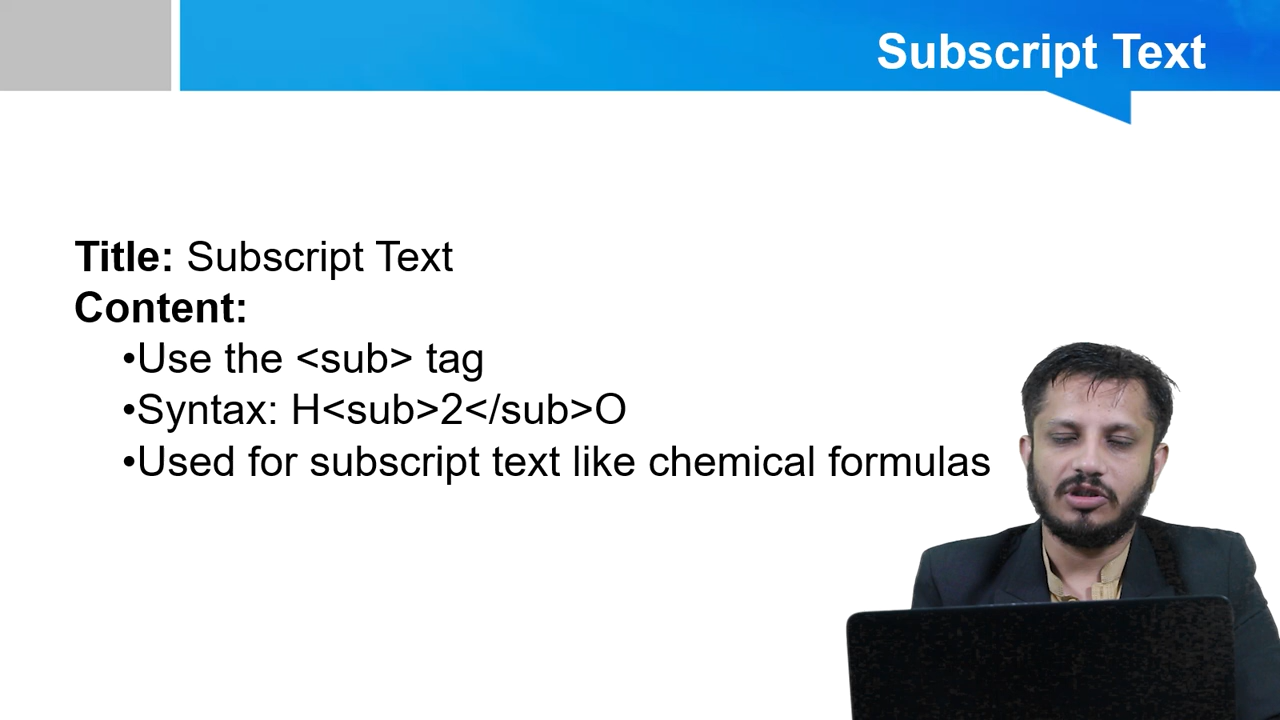 Subscript Text
Title: Subscript Text
Content:
•Use the <sub> tag
•Syntax: H<sub>2</sub>O
•Used for subscript text like chemical formulas